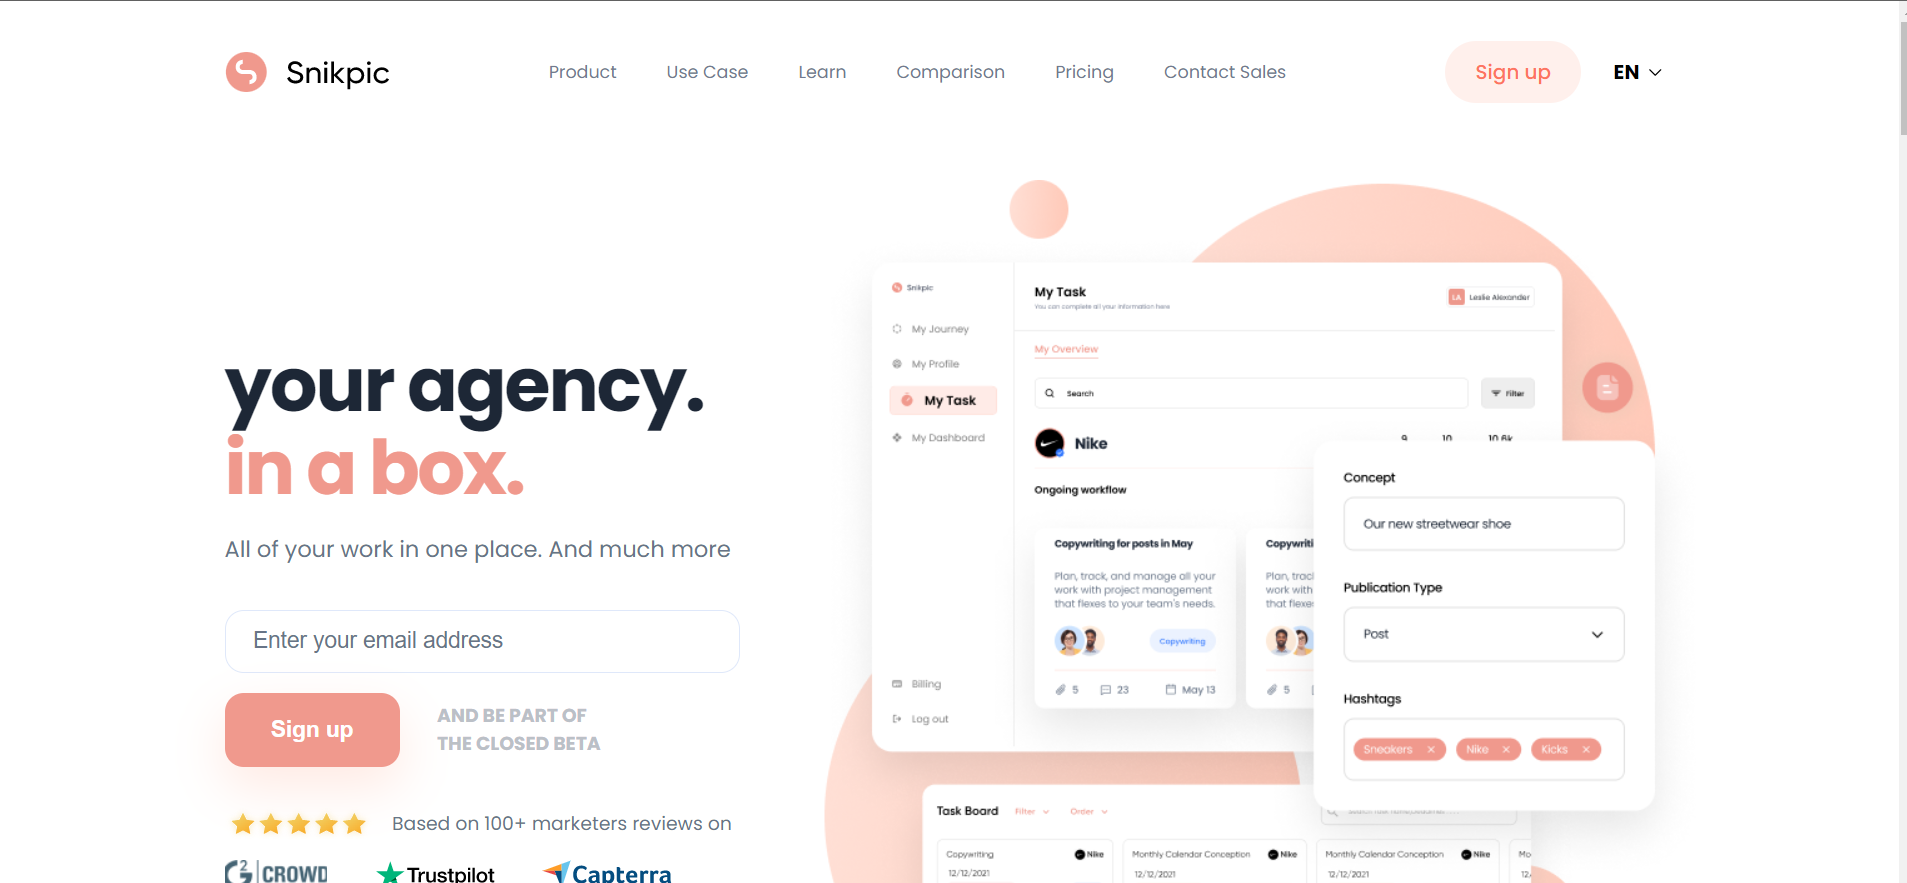 Snikpic
Product Use Case Learn Comparison Pricing Contact Sales
Sign up
EN
your agency.
in a box.
All of your work in one place. And much more
Enter your email address
Sign up
AND BE PART OF
THE CLOSED BETA
Based on 100+ marketers reviews on
G2 CROWD
Trustpilot
Capterra
Snikpic
My Journey
My Profile
My Task
My Dashboard
Billing
Log out
My Task
You can complete all your information here
LA Leslie Alexander
My Overview
Search
Filter
Nike
9 10 10.6k
Ongoing workflow
Copywriting for posts in May
Plan, track, and manage all your
work with project management
that flexes to your team's needs.
Copywriting
5 23 May 13
Copywriti
Plan, trac
work with
that flexe
5
Concept
Our new streetwear shoe
Publication Type
Post
Hashtags
Sneakers × Nike × Kicks ×
Task Board Filter Order
Copywriting Nike
12/12/2021
Monthly Calendar Conception Nike
12/12/2021
Monthly Calendar Conception Nike
12/12/2021
Mo
12/